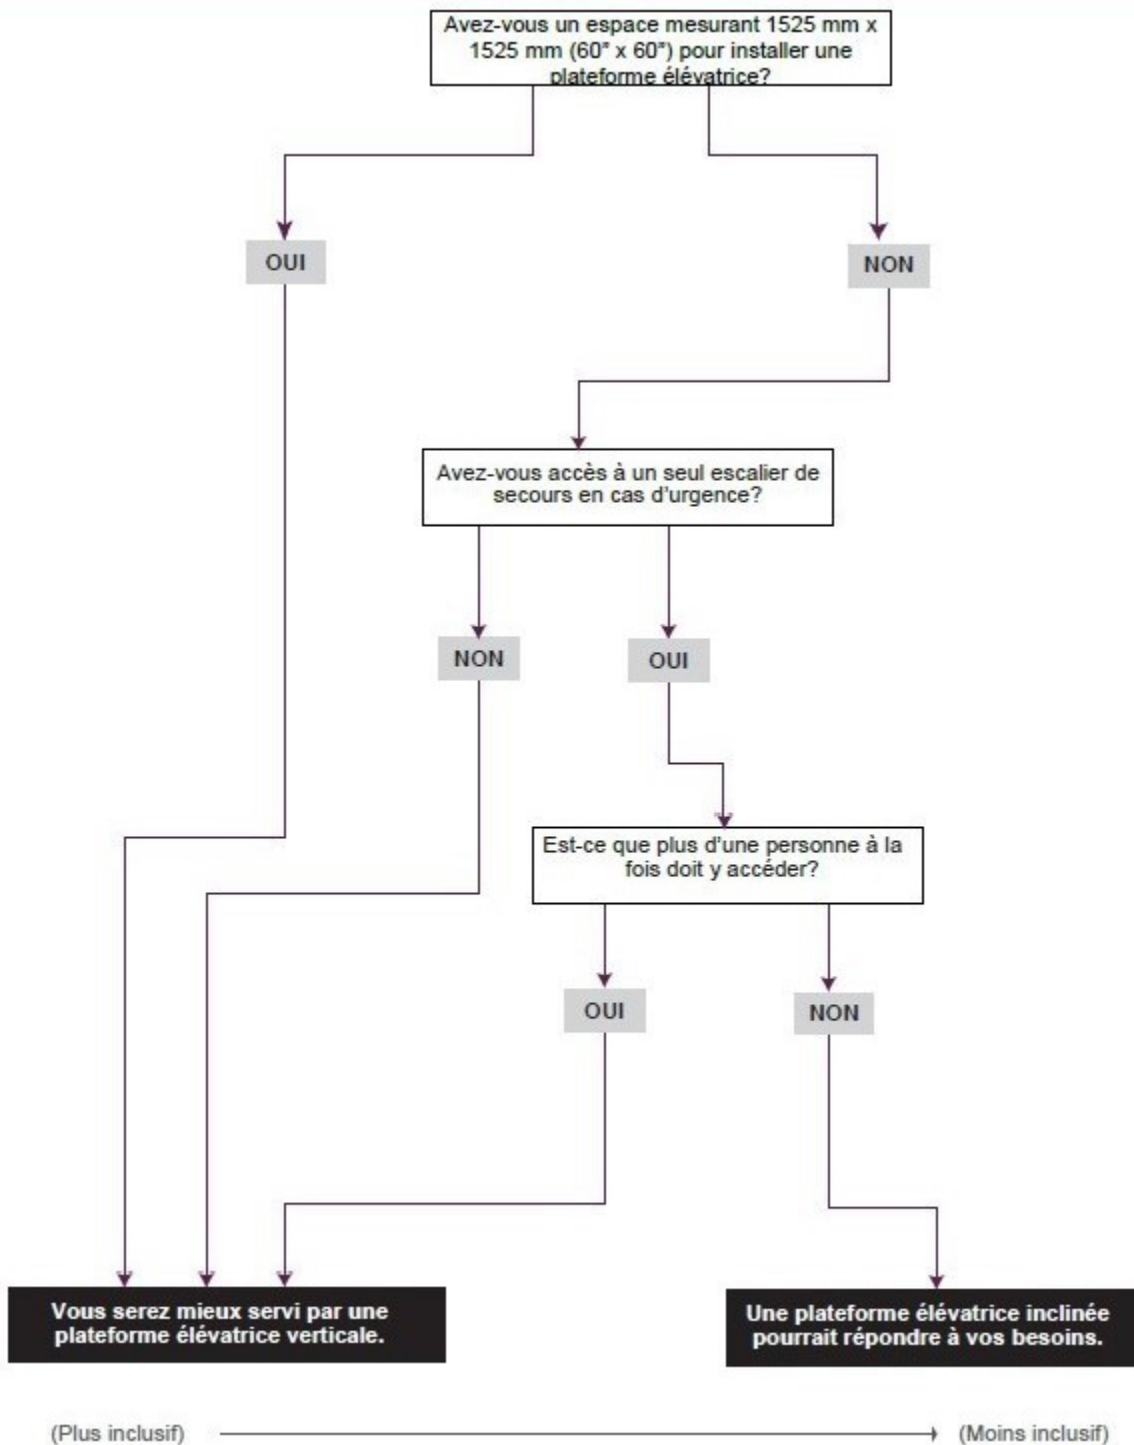 Avez-vous un espace mesurant 1525 mm x
1525 mm (60" x 60") pour installer une
plateforme élévatrice?
OUI
NON
Avez-vous accès à un seul escalier de
secours en cas d'urgence?
NON
OUI
Est-ce que plus d'une personne à la
fois doit y accéder?
OUI
NON
Vous serez mieux servi par une
plateforme élévatrice verticale.
Une plateforme élévatrice inclinée
pourrait répondre à vos besoins.
(Plus inclusif)
(Moins inclusif)